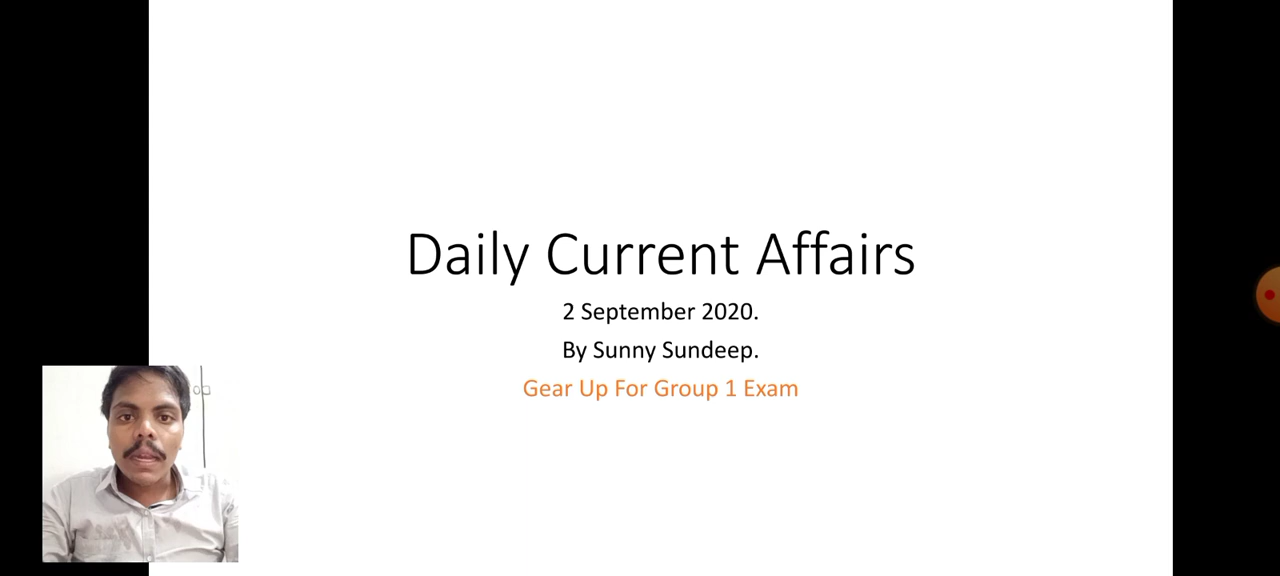 Daily Current Affairs
2 September 2020.
By Sunny Sundeep.
Gear Up For Group 1 Exam